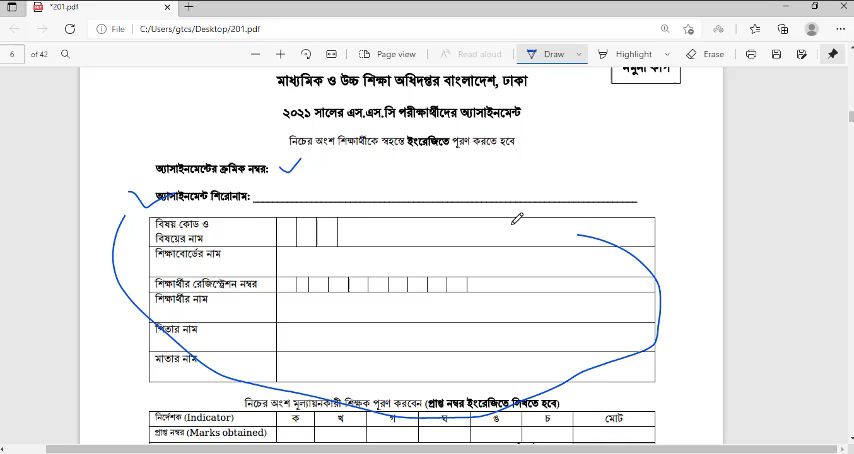 *201.pdf
File C:/Users/gtcs/Desktop/201.pdf
6 of 42 Page view Read aloud Draw Highlight Erase
নমুনা কপি
মাধ্যমিক ও উচ্চ শিক্ষা অধিদপ্তর বাংলাদেশ, ঢাকা
২০২১ সালের এস.এস.সি পরীক্ষার্থীদের অ্যাসাইনমেন্ট
নিচের অংশ শিক্ষার্থীকে স্বহস্তে ইংরেজিতে পূরণ করতে হবে
অ্যাসাইনমেন্টের ক্রমিক নম্বর:
অ্যাসাইনমেন্ট শিরোনাম:
বিষয় কোড ও
বিষয়ের নাম
শিক্ষাবোর্ডের নাম
শিক্ষার্থীর রেজিস্ট্রেশন নম্বর
শিক্ষার্থীর নাম
পিতার নাম
মাতার নাম
নিচের অংশ মূল্যায়নকারী শিক্ষক পূরণ করবেন (প্রাপ্ত নম্বর ইংরেজিতে লিখতে হবে)
নির্দেশক (Indicator) ক খ গ ঘ ঙ চ মোট
প্রাপ্ত নম্বর (Marks obtained)